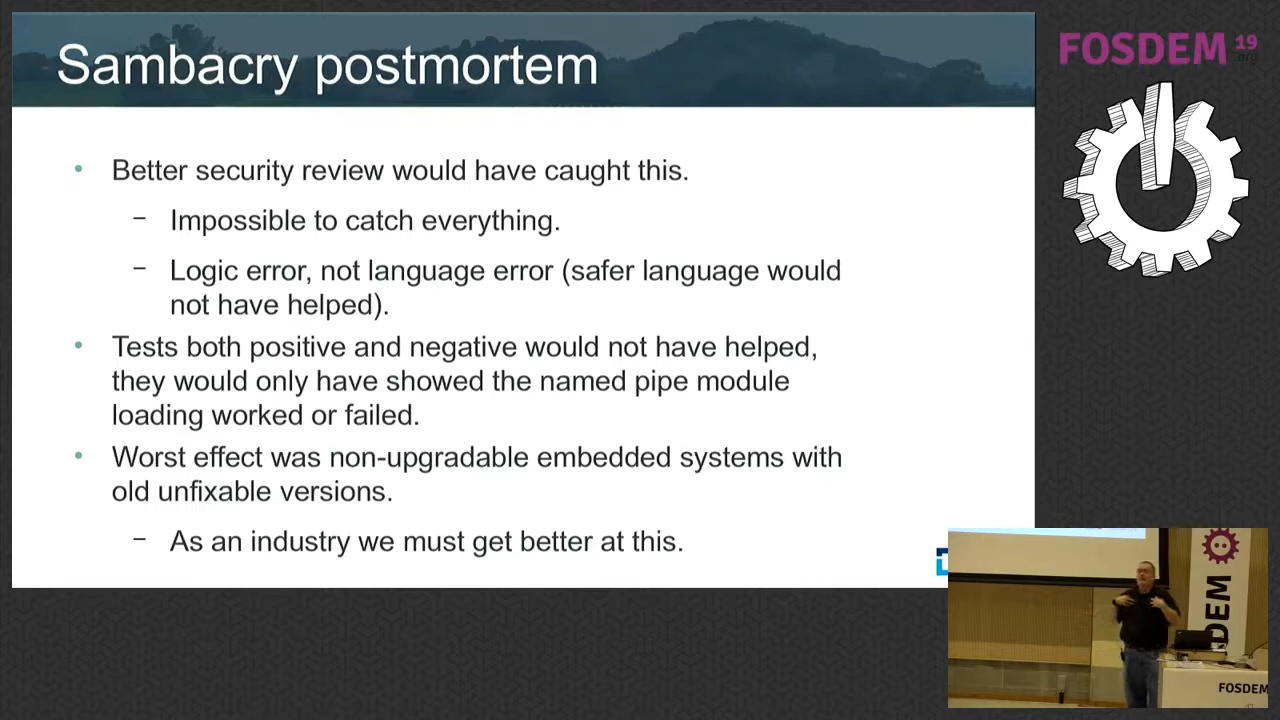 Sambacry postmortem
FOSDEM 19
.org
• Better security review would have caught this.
– Impossible to catch everything.
– Logic error, not language error (safer language would
not have helped).
• Tests both positive and negative would not have helped,
they would only have showed the named pipe module
loading worked or failed.
• Worst effect was non-upgradable embedded systems with
old unfixable versions.
– As an industry we must get better at this.
DEM
FOSDEM